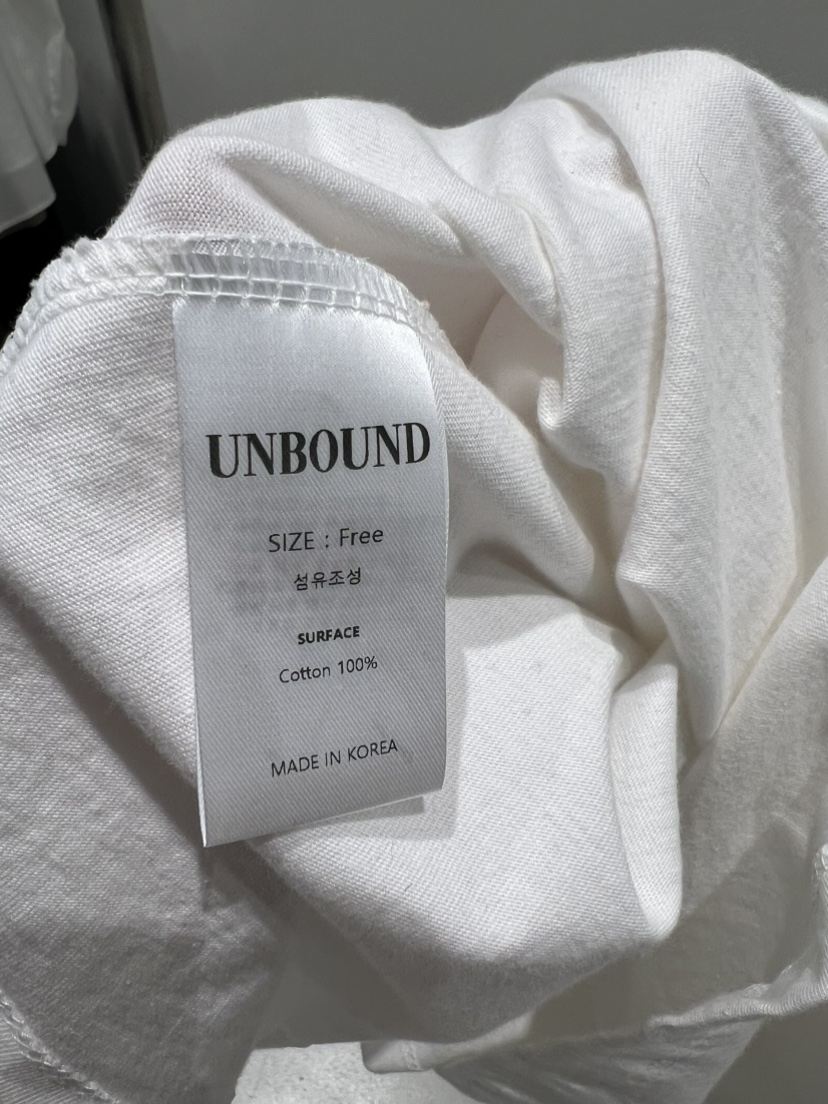 UNBOUND
SIZE : Free
섬유조성
SURFACE
Cotton 100%
MADE IN KOREA